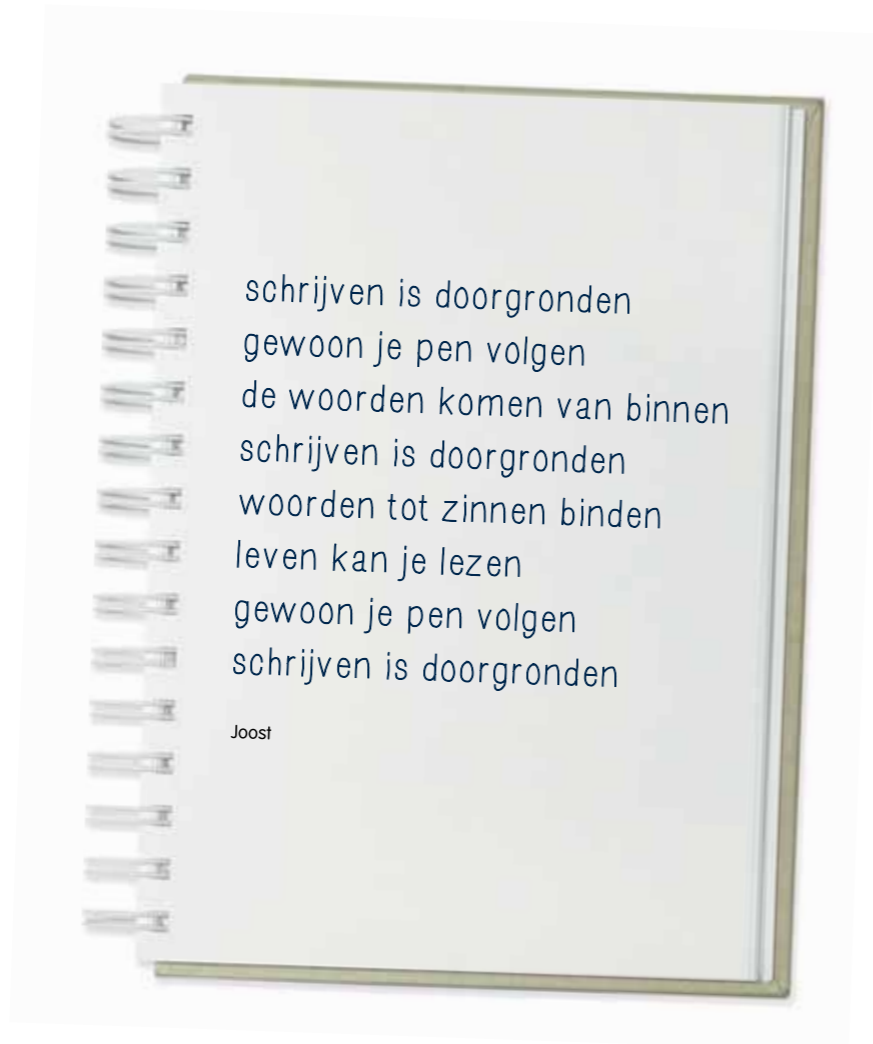 schrijven is doorgronden
gewoon je pen volgen
de woorden komen van binnen
schrijven is doorgronden
woorden tot zinnen binden
leven kan je lezen
gewoon je pen volgen
schrijven is doorgronden
Joost